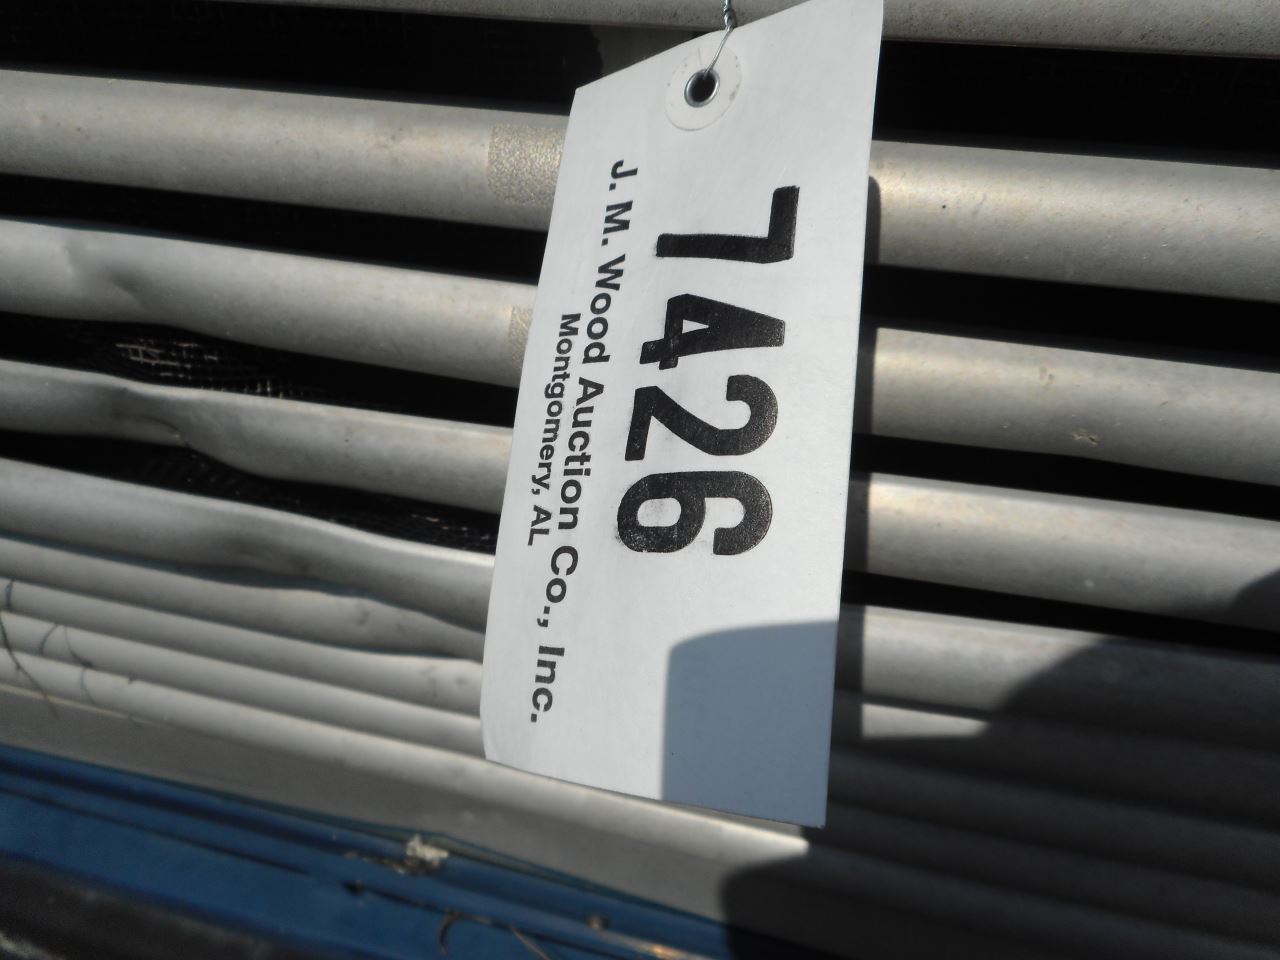 7426
J. M. Wood Auction Co., Inc.
Montgomery, AL